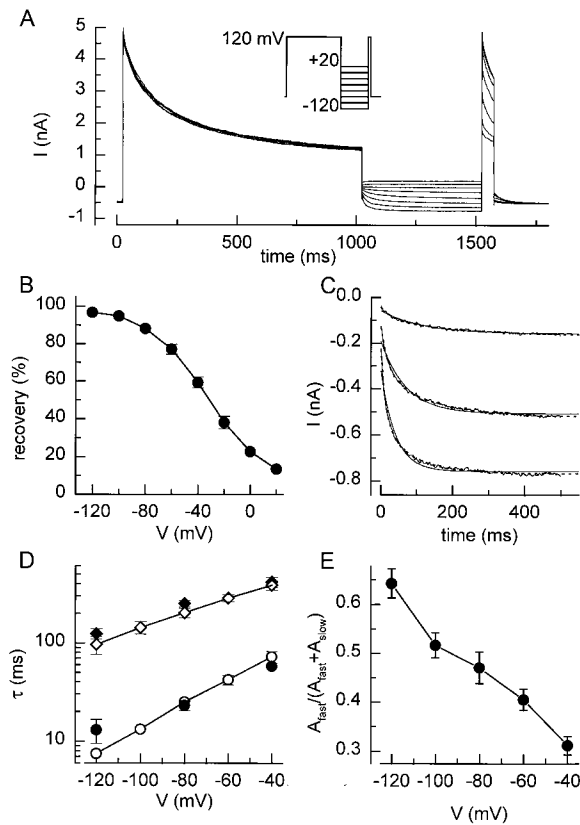 A
5
4
3
2
1
0
-1
I (nA)
120 mV
+20
-120
0 500 1000 1500
time (ms)
B
100
80
60
40
20
0
recovery (%)
-120 -80 -40 0
V (mV)
C
0.0
-0.2
-0.4
-0.6
-0.8
I (nA)
0 200 400
time (ms)
D
100
10
τ (ms)
-120 -100 -80 -60 -40
V (mV)
E
0.6
0.5
0.4
0.3
Afast/(Afast+Aslow)
-120 -100 -80 -60 -40
V (mV)